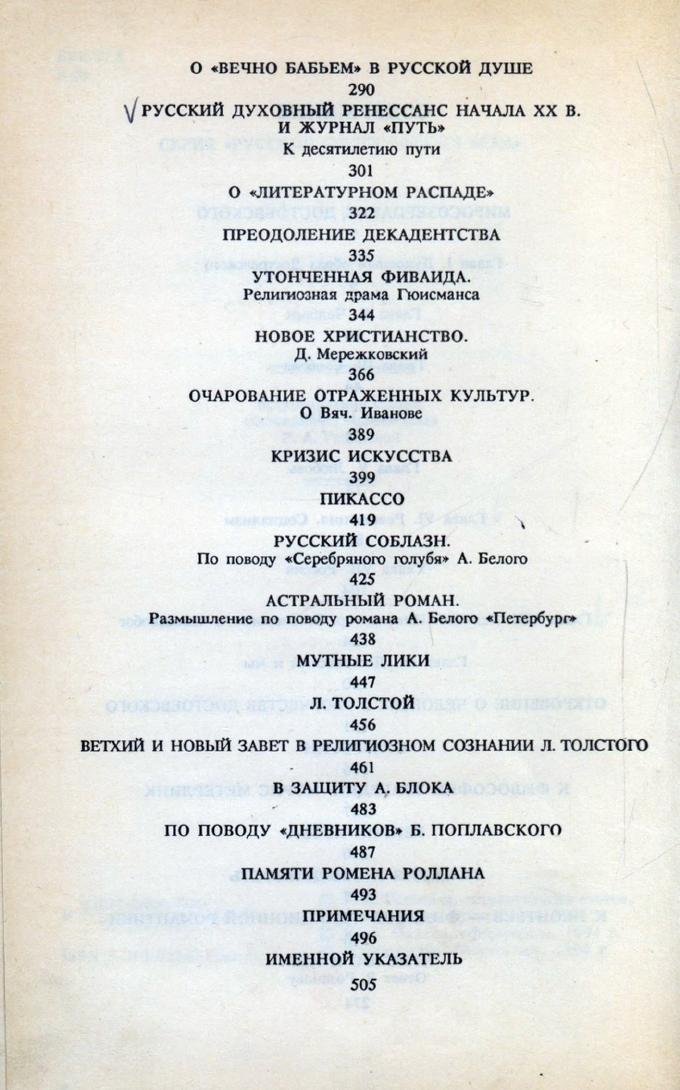 О «ВЕЧНО БАБЬЕМ» В РУССКОЙ ДУШЕ
290
РУССКИЙ ДУХОВНЫЙ РЕНЕССАНС НАЧАЛА XX В.
И ЖУРНАЛ «ПУТЬ»
К десятилетию пути
301
О «ЛИТЕРАТУРНОМ РАСПАДЕ»
322
ПРЕОДОЛЕНИЕ ДЕКАДЕНТСТВА
335
УТОНЧЕННАЯ ФИВАИДА.
Религиозная драма Гюисманса
344
НОВОЕ ХРИСТИАНСТВО.
Д. Мережковский
366
ОЧАРОВАНИЕ ОТРАЖЕННЫХ КУЛЬТУР.
О Вяч. Иванове
389
КРИЗИС ИСКУССТВА
399
ПИКАССО
419
РУССКИЙ СОБЛАЗН.
По поводу «Серебряного голубя» А. Белого
425
АСТРАЛЬНЫЙ РОМАН.
Размышление по поводу романа А. Белого «Петербург»
438
МУТНЫЕ ЛИКИ
447
Л. ТОЛСТОЙ
456
ВЕТХИЙ И НОВЫЙ ЗАВЕТ В РЕЛИГИОЗНОМ СОЗНАНИИ Л. ТОЛСТОГО
461
В ЗАЩИТУ А. БЛОКА
483
ПО ПОВОДУ «ДНЕВНИКОВ» Б. ПОПЛАВСКОГО
487
ПАМЯТИ РОМЕНА РОЛЛАНА
493
ПРИМЕЧАНИЯ
496
ИМЕННОЙ УКАЗАТЕЛЬ
505